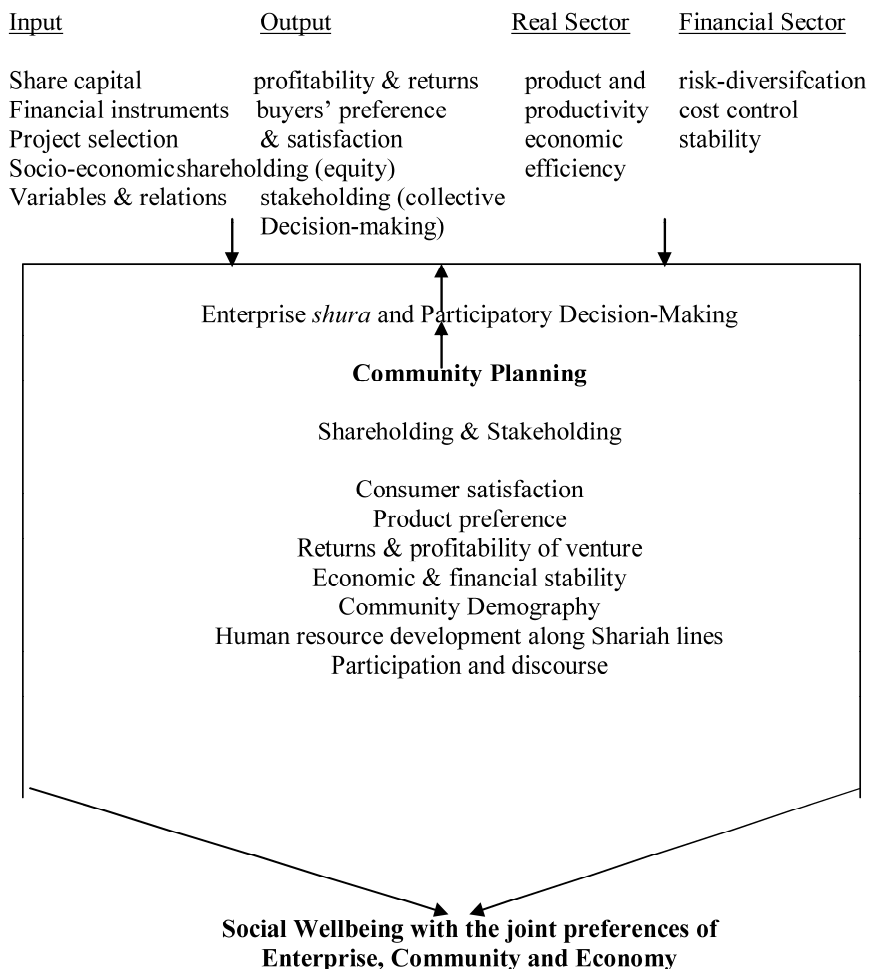 Input Output Real Sector Financial Sector
Share capital profitability & returns product and risk-diversifcation
Financial instruments buyers’ preference productivity cost control
Project selection & satisfaction economic stability
Socio-economicshareholding (equity) efficiency
Variables & relations stakeholding (collective
Decision-making)
Enterprise shura and Participatory Decision-Making
Community Planning
Shareholding & Stakeholding
Consumer satisfaction
Product preference
Returns & profitability of venture
Economic & financial stability
Community Demography
Human resource development along Shariah lines
Participation and discourse
Social Wellbeing with the joint preferences of
Enterprise, Community and Economy